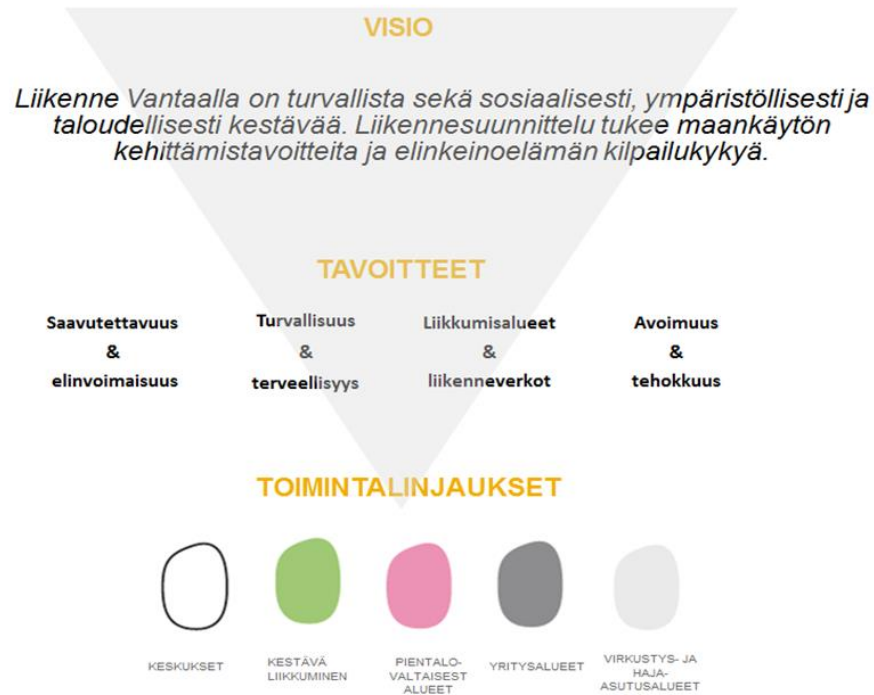 VISIO
Liikenne Vantaalla on turvallista sekä sosiaalisesti, ympäristöllisesti ja
taloudellisesti kestävää. Liikennesuunnittelu tukee maankäytön
kehittämistavoitteita ja elinkeinoelämän kilpailukykyä.
TAVOITTEET
Saavutettavuus
&
elinvoimaisuus
Turvallisuus
&
terveellisyys
Liikkumisalueet
&
liikenneverkot
Avoimuus
&
tehokkuus
TOIMINTALINJAUKSET
KESKUKSET
KESTÄVÄ
LIIKKUMINEN
PIENTALO-
VALTAISEST
ALUEET
YRITYSALUEET
VIRKUSTYS- JA
HAJA-
ASUTUSALUEET